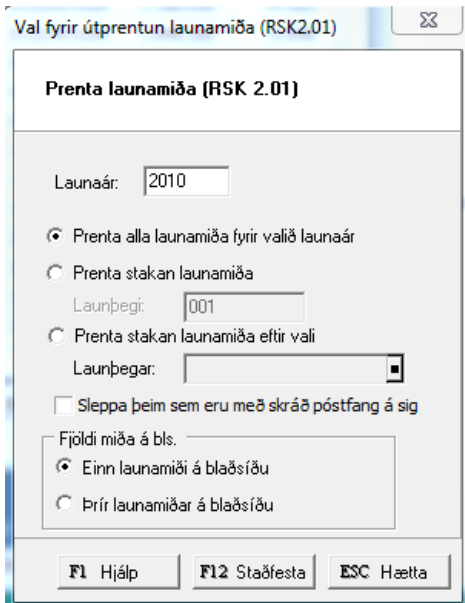 Val fyrir útprentun launamiða (RSK2.01)
Prenta launamiða (RSK 2.01)
Launaár: 2010
Prenta alla launamiða fyrir valið launaár
Prenta stakan launamiða
Launþegi: 001
Prenta stakan launamiða eftir vali
Launþegar:
Sleppa þeim sem eru með skráð póstfang á sig
Fjöldi miða á bls.
Einn launamiði á blaðsíðu
Þrír launamiðar á blaðsíðu
F1 Hjálp F12 Staðfesta ESC Hætta